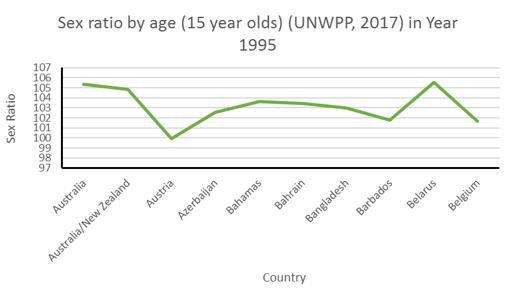 Sex ratio by age (15 year olds) (UNWPP, 2017) in Year
1995
Sex Ratio
107
106
105
104
103
102
101
100
99
98
97
Australia
Australia/New Zealand
Austria
Azerbaijan
Bahamas
Bahrain
Bangladesh
Barbados
Belarus
Belgium
Country